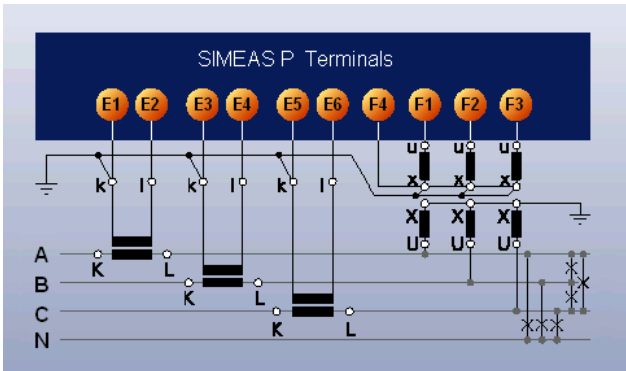 SIMEAS P Terminals
E1 E2 E3 E4 E5 E6 F4 F1 F2 F3
u u u
k l k l k l x x x
X X X
A K L U U U
B K L
C K L
N